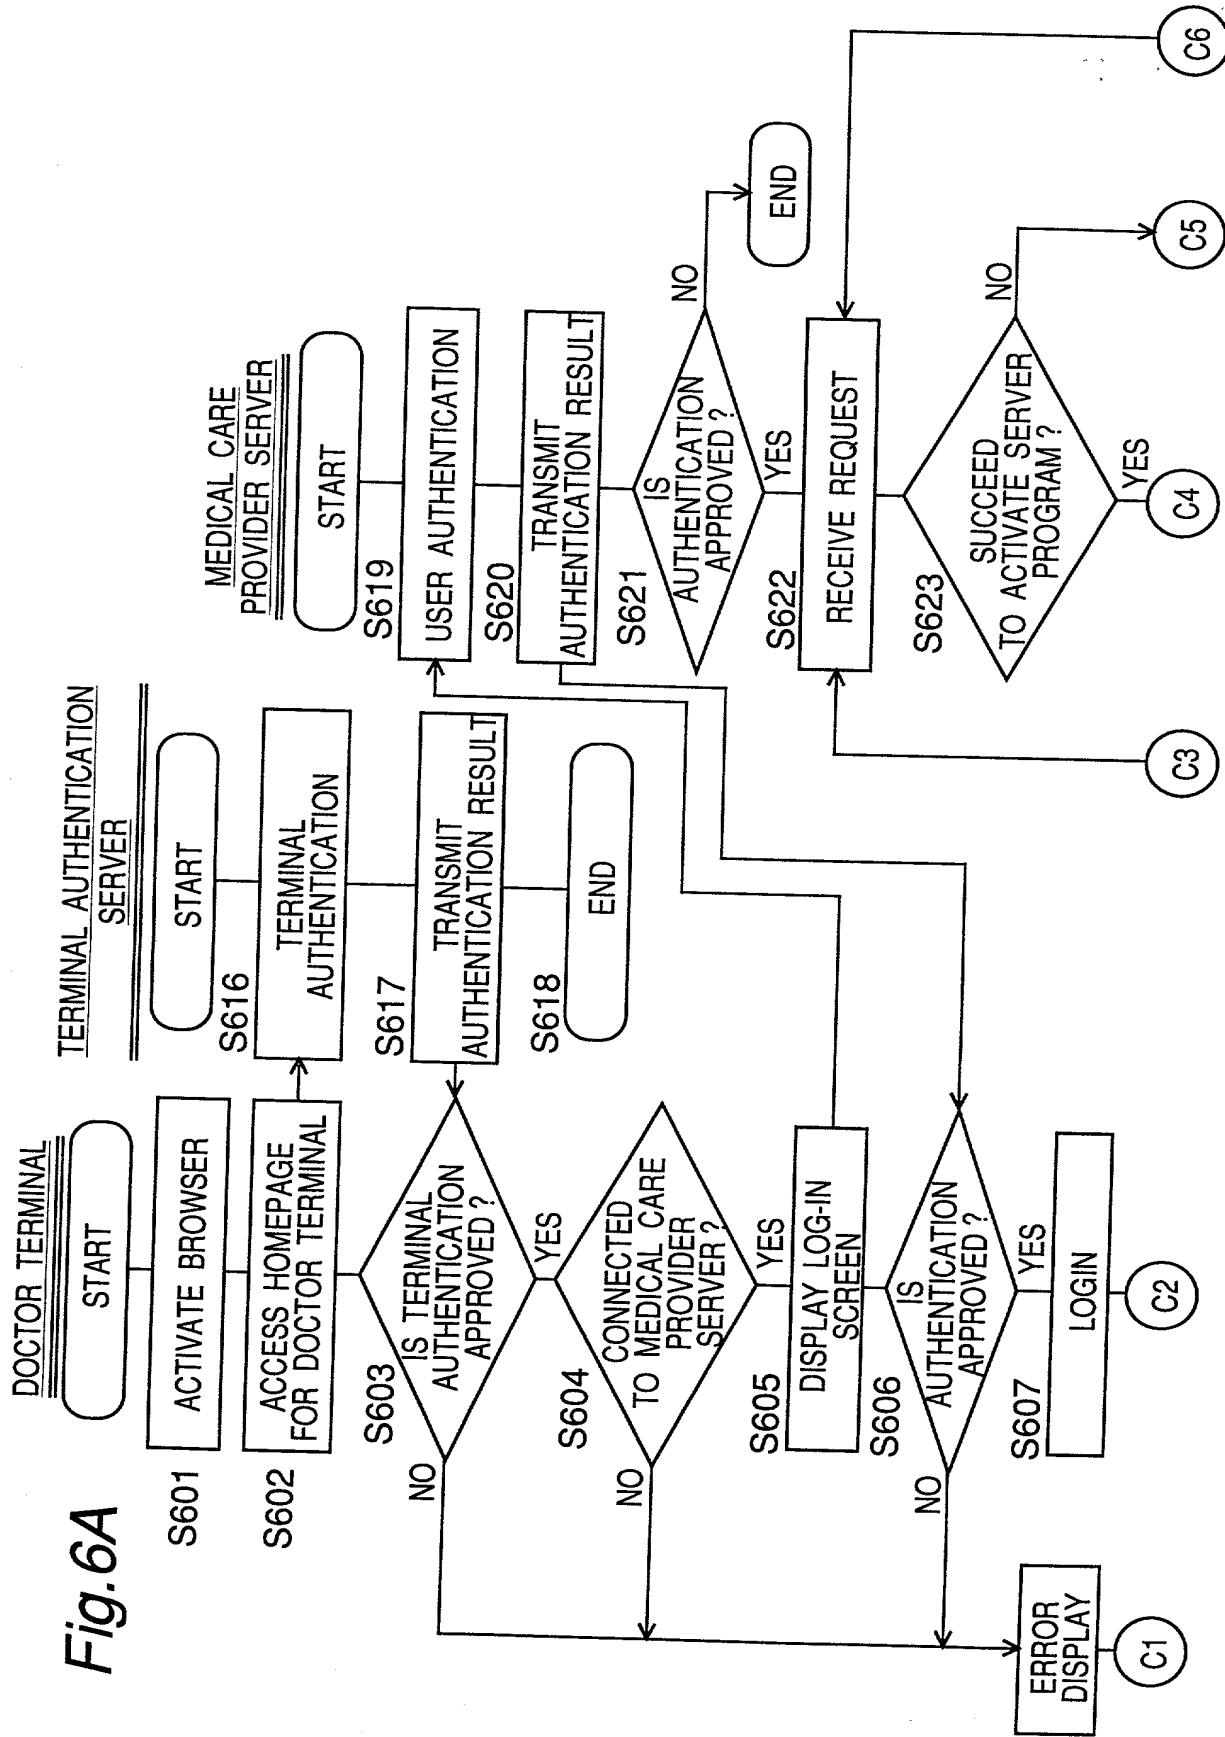 Fig.6A
DOCTOR TERMINAL
START
S601
ACTIVATE BROWSER
S602
ACCESS HOMEPAGE
FOR DOCTOR TERMINAL
S603
IS TERMINAL
AUTHENTICATION
APPROVED?
NO
YES
S604
CONNECTED
TO MEDICAL CARE
PROVIDER
SERVER?
NO
YES
S605
DISPLAY LOG-IN
SCREEN
S606
IS
AUTHENTICATION
APPROVED?
NO
YES
S607
LOGIN
C2
ERROR
DISPLAY
C1
TERMINAL AUTHENTICATION
SERVER
START
S616
TERMINAL
AUTHENTICATION
S617
TRANSMIT
AUTHENTICATION RESULT
S618
END
MEDICAL CARE
PROVIDER SERVER
START
S619
USER AUTHENTICATION
S620
TRANSMIT
AUTHENTICATION RESULT
S621
IS
AUTHENTICATION
APPROVED?
NO
END
YES
S622
RECEIVE REQUEST
S623
SUCCEED
TO ACTIVATE SERVER
PROGRAM?
NO
YES
C3
C4
C5
C6